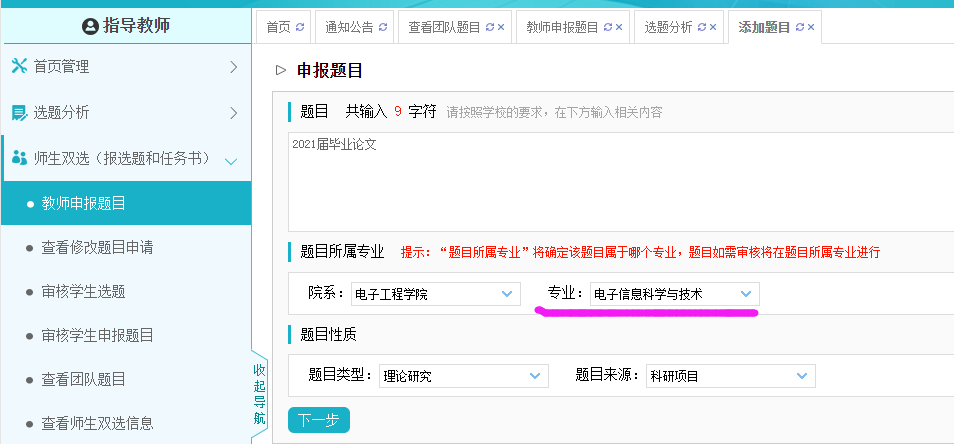 指导教师
首页 通知公告 查看团队题目 教师申报题目 选题分析 添加题目
首页管理
选题分析
师生双选（报选题和任务书）
教师申报题目
查看修改题目申请
审核学生选题
审核学生申报题目
查看团队题目
查看师生双选信息
收起导航
申报题目
题目 共输入 9 字符 请按照学校的要求，在下方输入相关内容
2021届毕业论文
题目所属专业 提示：“题目所属专业”将确定该题目属于哪个专业，题目如需审核将在题目所属专业进行
院系： 电子工程学院 专业： 电子信息科学与技术
题目性质
题目类型： 理论研究 题目来源： 科研项目
下一步